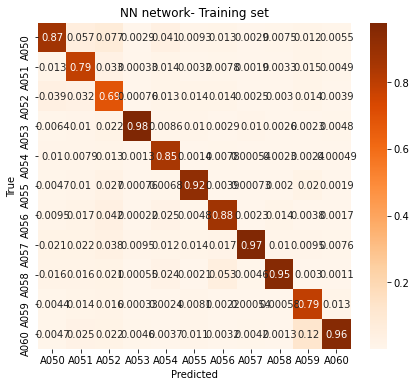 NN network- Training set
A050 0.87 0.057 0.077 0.0029 0.041 0.0093 0.013 0.0029 0.0075 0.012 0.0055
A051 0.013 0.79 0.033 0.00033 0.014 0.0032 0.0078 0.0019 0.0033 0.015 0.0049
A052 0.039 0.032 0.69 0.00076 0.013 0.014 0.014 0.0025 0.003 0.014 0.0039
A053 0.0064 0.01 0.022 0.98 0.0086 0.01 0.0029 0.01 0.0026 0.0023 0.0048
A054 0.01 0.0079 0.013 0.0013 0.85 0.0014 0.0078 0.00054 0.0023 0.0024 0.00049
A055 0.0047 0.01 0.027 0.00076 0.0068 0.92 0.0039 0.00073 0.002 0.02 0.0019
A056 0.0095 0.017 0.042 0.00022 0.025 0.0048 0.88 0.0023 0.014 0.0038 0.0017
A057 0.021 0.022 0.038 0.0095 0.012 0.014 0.017 0.97 0.01 0.0095 0.0076
A058 0.016 0.016 0.021 0.00055 0.024 0.0021 0.053 0.0046 0.95 0.003 0.0011
A059 0.0044 0.014 0.016 0.00033 0.0024 0.0081 0.0022 0.00054 0.79 0.013
A060 0.0047 0.025 0.022 0.0046 0.0037 0.011 0.0032 0.0042 0.0013 0.12 0.96
A050 A051 A052 A053 A054 A055 A056 A057 A058 A059 A060
Predicted
True
0.8
0.6
0.4
0.2